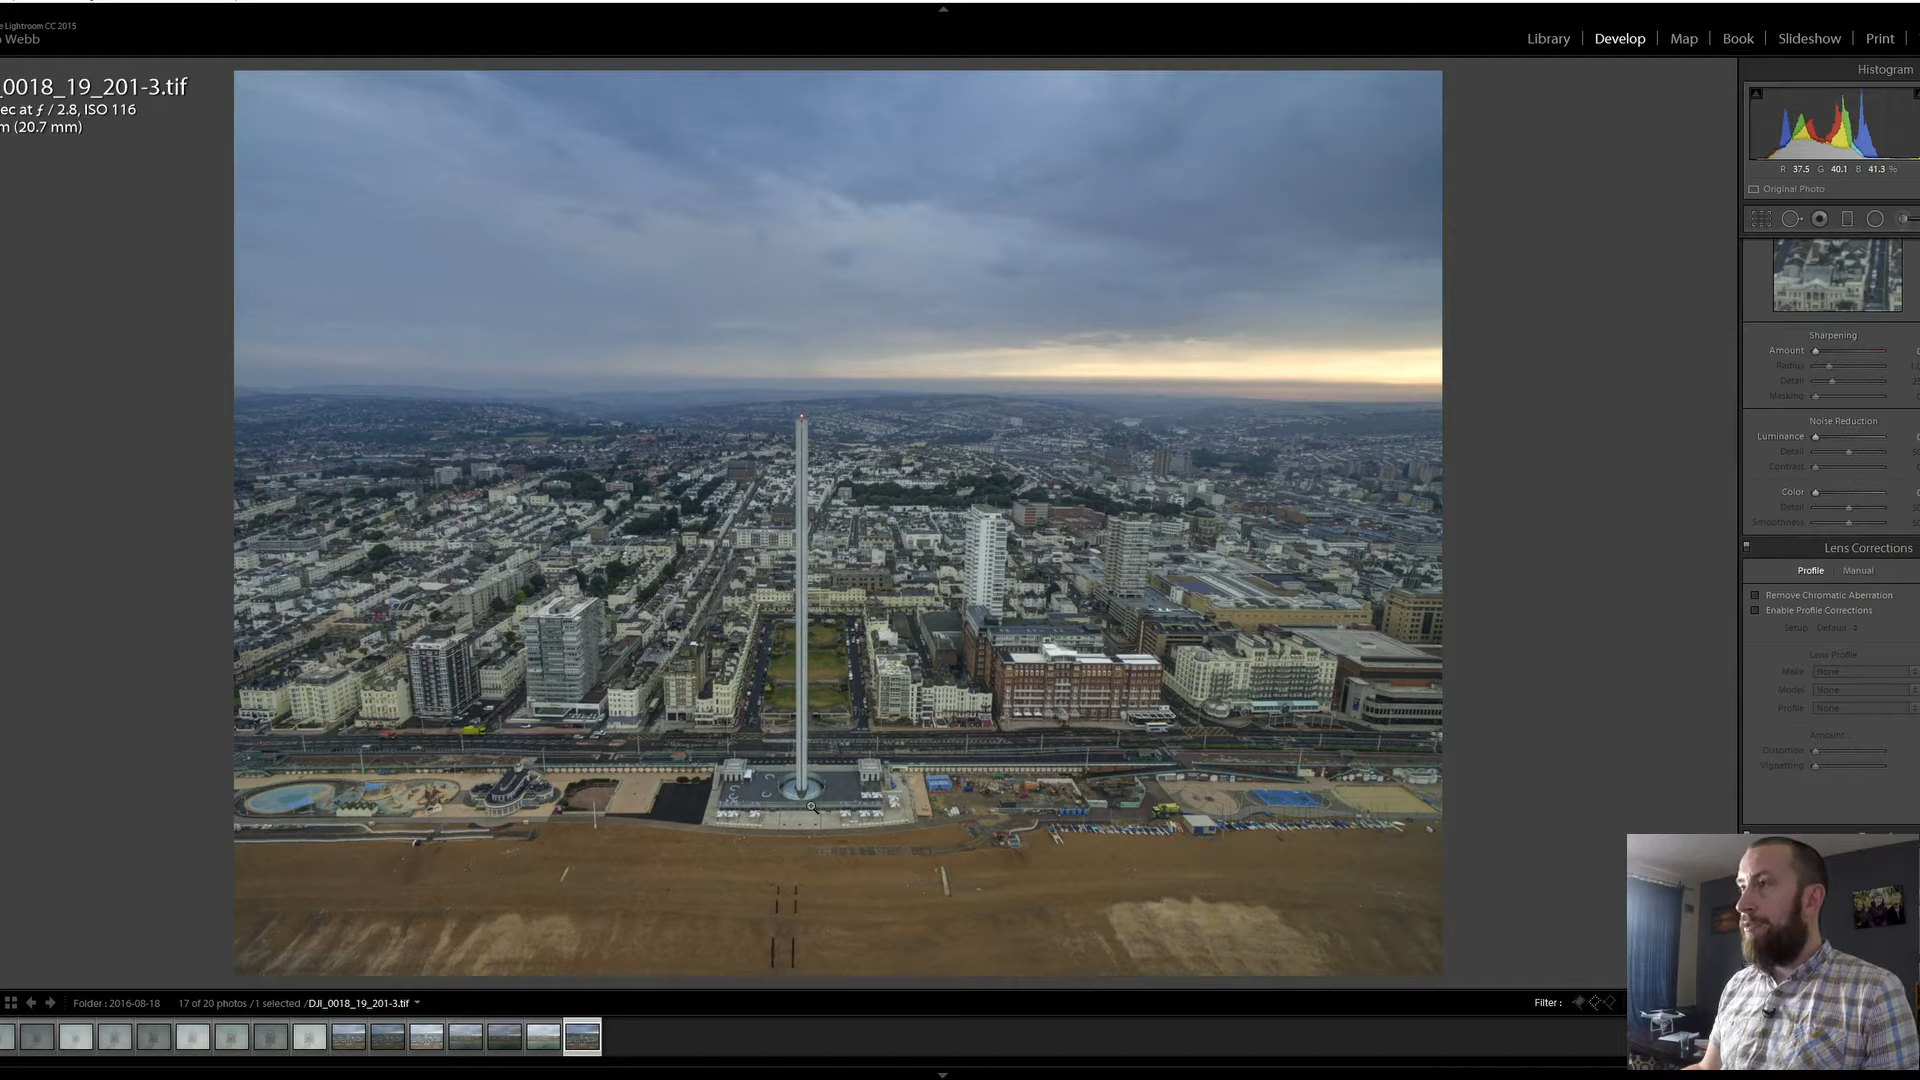 e Lightroom CC 2015
Webb
Library | Develop | Map | Book | Slideshow | Print |
_0018_19_201-3.tif
ec at ƒ / 2.8, ISO 116
m (20.7 mm)
Histogram
R 37.5 G 40.1 B 41.3 %
Original Photo
Sharpening
Amount
Radius
Detail
Masking
Noise Reduction
Luminance
Detail
Contrast
Color
Detail
Smoothness
Lens Corrections
Profile Manual
Remove Chromatic Aberration
Enable Profile Corrections
Setup Default
Lens Profile
Make None
Model None
Profile None
Amount
Distortion
Vignetting
Folder : 2016-08-18 17 of 20 photos / 1 selected / DJI_0018_19_201-3.tif
Filter :